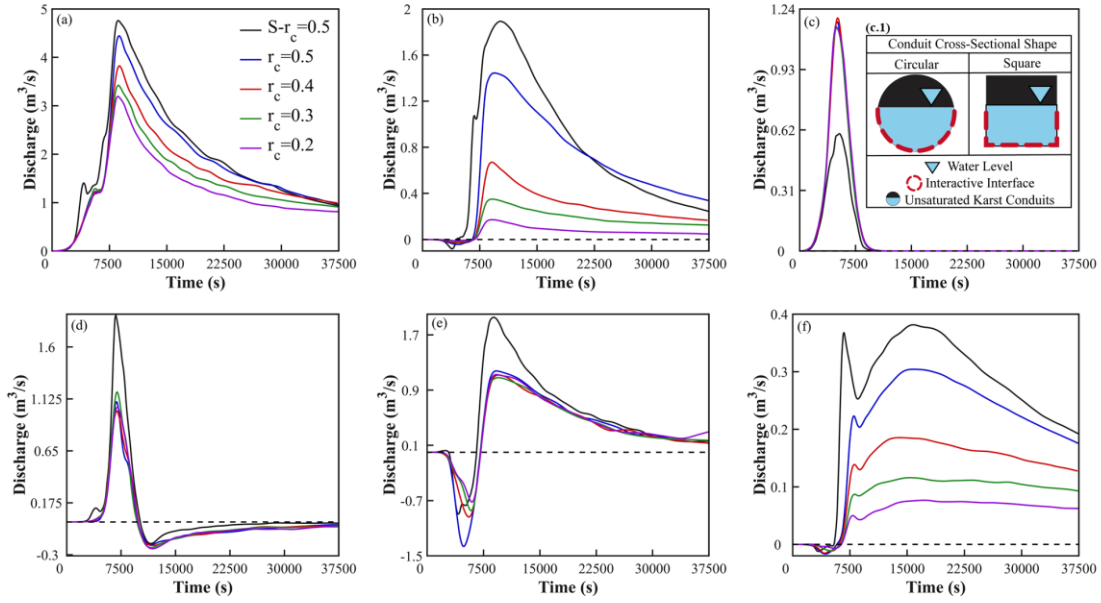 (a)
S-r_c=0.5
r_c=0.5
r_c=0.4
r_c=0.3
r_c=0.2
5
4
3
2
1
0
Discharge (m³/s)
0 7500 15000 22500 30000 37500
Time (s)
(b)
2
1.6
1.2
0.8
0.4
0
Discharge (m³/s)
0 7500 15000 22500 30000 37500
Time (s)
(c)
1.24
0.93
0.62
0.31
0
Discharge (m³/s)
0 7500 15000 22500 30000 37500
Time (s)
(c.1)
Conduit Cross-Sectional Shape
Circular Square
Water Level
Interactive Interface
Unsaturated Karst Conduits
(d)
1.6
1.125
0.65
0.175
-0.3
Discharge (m³/s)
0 7500 15000 22500 30000 37500
Time (s)
(e)
1.7
0.9
0.1
-0.7
-1.5
Discharge (m³/s)
0 7500 15000 22500 30000 37500
Time (s)
(f)
0.4
0.3
0.2
0.1
0
Discharge (m³/s)
0 7500 15000 22500 30000 37500
Time (s)